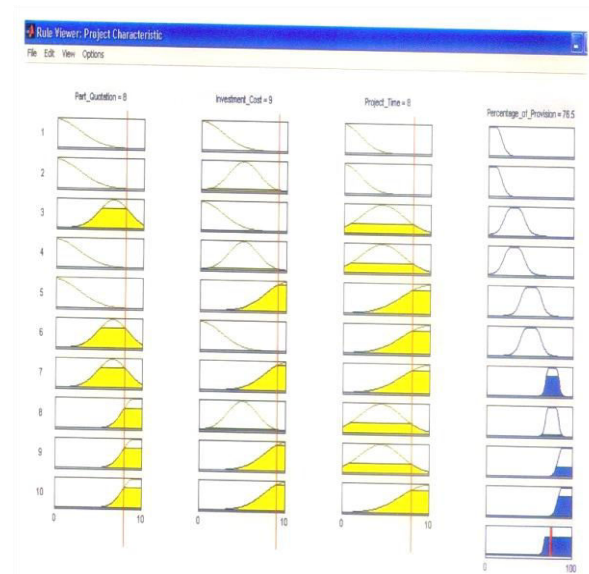 Rule Viewer: Project Characteristic
File Edit View Options
Part_Quotation = 8
Investment_Cost = 9
Project_Time = 8
Percentage_of_Provision = 76.5
1
2
3
4
5
6
7
8
9
10
0 10
0 10
0 10
0 100